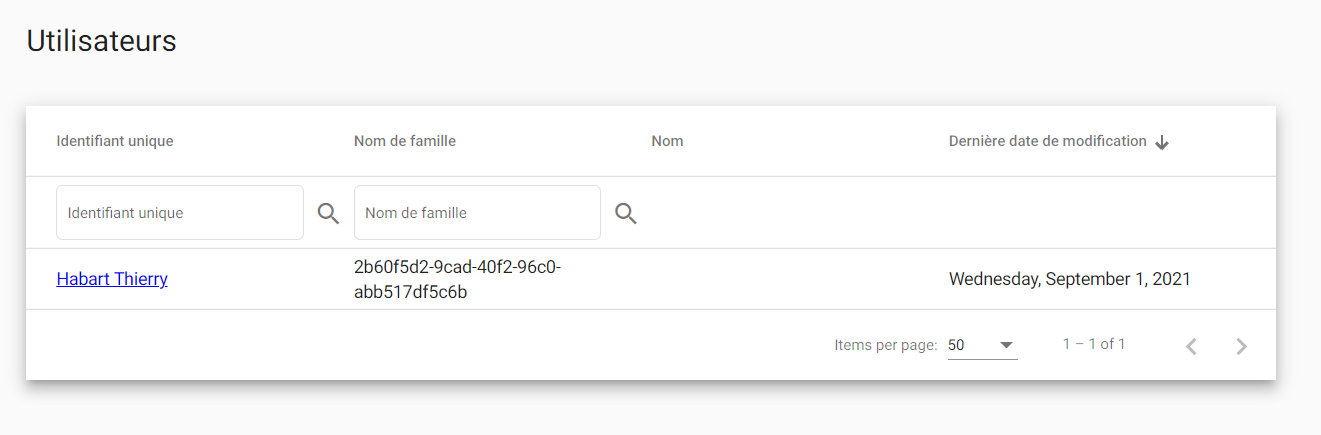 Utilisateurs
Identifiant unique Nom de famille Nom Dernière date de modification
Identifiant unique Nom de famille
Habart Thierry 2b60f5d2-9cad-40f2-96c0-
abb517df5c6b Wednesday, September 1, 2021
Items per page: 50 1 – 1 of 1